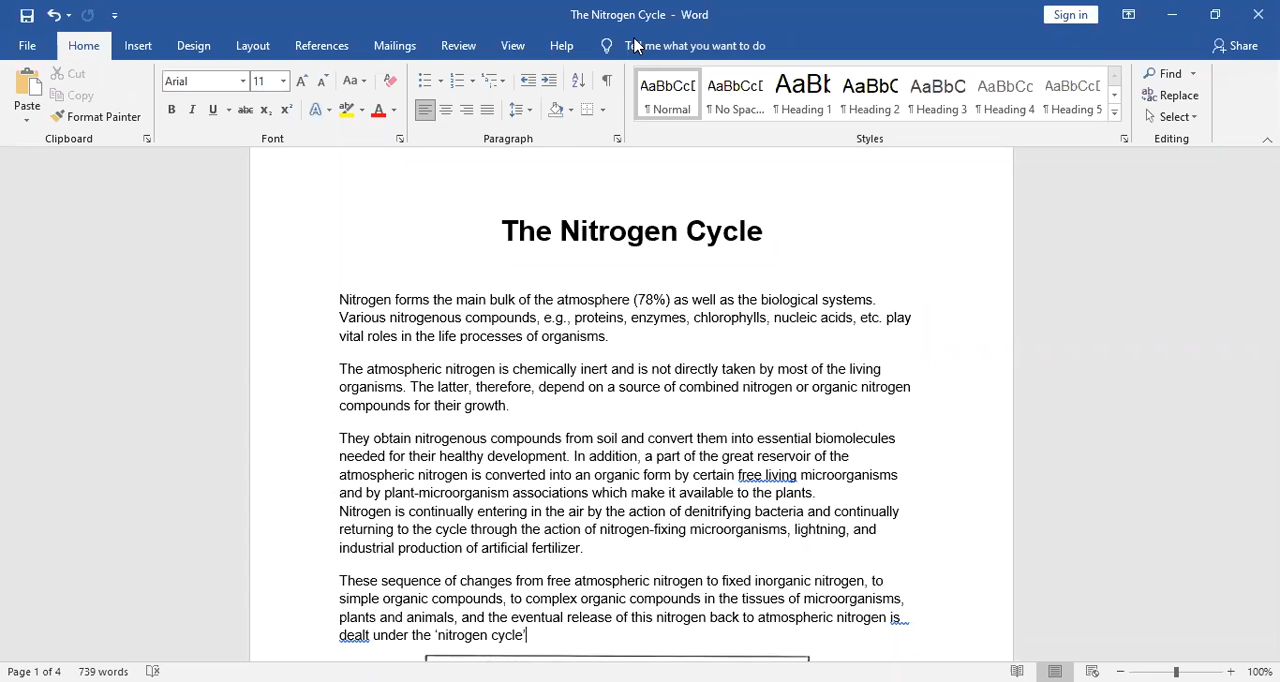 The Nitrogen Cycle - Word
Sign in
File Home Insert Design Layout References Mailings Review View Help me what you want to do Share
Paste
Cut
Copy
Format Painter
Clipboard
Arial 11
Aa
B I U abc x₂ x² A ab A
Font
Paragraph
AaBbCcD AaBbCcD AaBb AaBbC AaBbCc AaBbCc AaBbCc
¶ Normal ¶ No Spac... ¶ Heading 1 ¶ Heading 2 ¶ Heading 3 ¶ Heading 4 ¶ Heading 5
Styles
Find
Replace
Select
Editing
The Nitrogen Cycle
Nitrogen forms the main bulk of the atmosphere (78%) as well as the biological systems.
Various nitrogenous compounds, e.g., proteins, enzymes, chlorophylls, nucleic acids, etc. play
vital roles in the life processes of organisms.
The atmospheric nitrogen is chemically inert and is not directly taken by most of the living
organisms. The latter, therefore, depend on a source of combined nitrogen or organic nitrogen
compounds for their growth.
They obtain nitrogenous compounds from soil and convert them into essential biomolecules
needed for their healthy development. In addition, a part of the great reservoir of the
atmospheric nitrogen is converted into an organic form by certain free living microorganisms
and by plant-microorganism associations which make it available to the plants.
Nitrogen is continually entering in the air by the action of denitrifying bacteria and continually
returning to the cycle through the action of nitrogen-fixing microorganisms, lightning, and
industrial production of artificial fertilizer.
These sequence of changes from free atmospheric nitrogen to fixed inorganic nitrogen, to
simple organic compounds, to complex organic compounds in the tissues of microorganisms,
plants and animals, and the eventual release of this nitrogen back to atmospheric nitrogen is
dealt under the ‘nitrogen cycle’
Page 1 of 4 739 words 100%